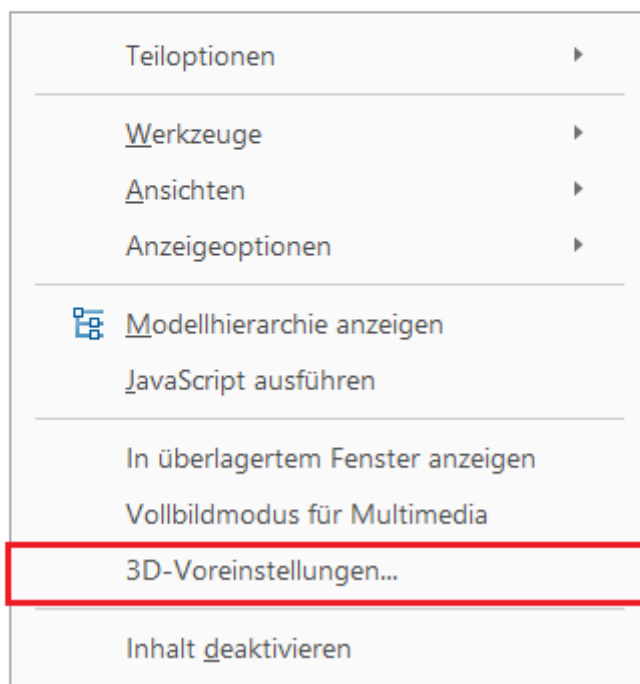 Teiloptionen
Werkzeuge
Ansichten
Anzeigeoptionen
Modellhierarchie anzeigen
JavaScript ausführen
In überlagertem Fenster anzeigen
Vollbildmodus für Multimedia
3D-Voreinstellungen...
Inhalt deaktivieren